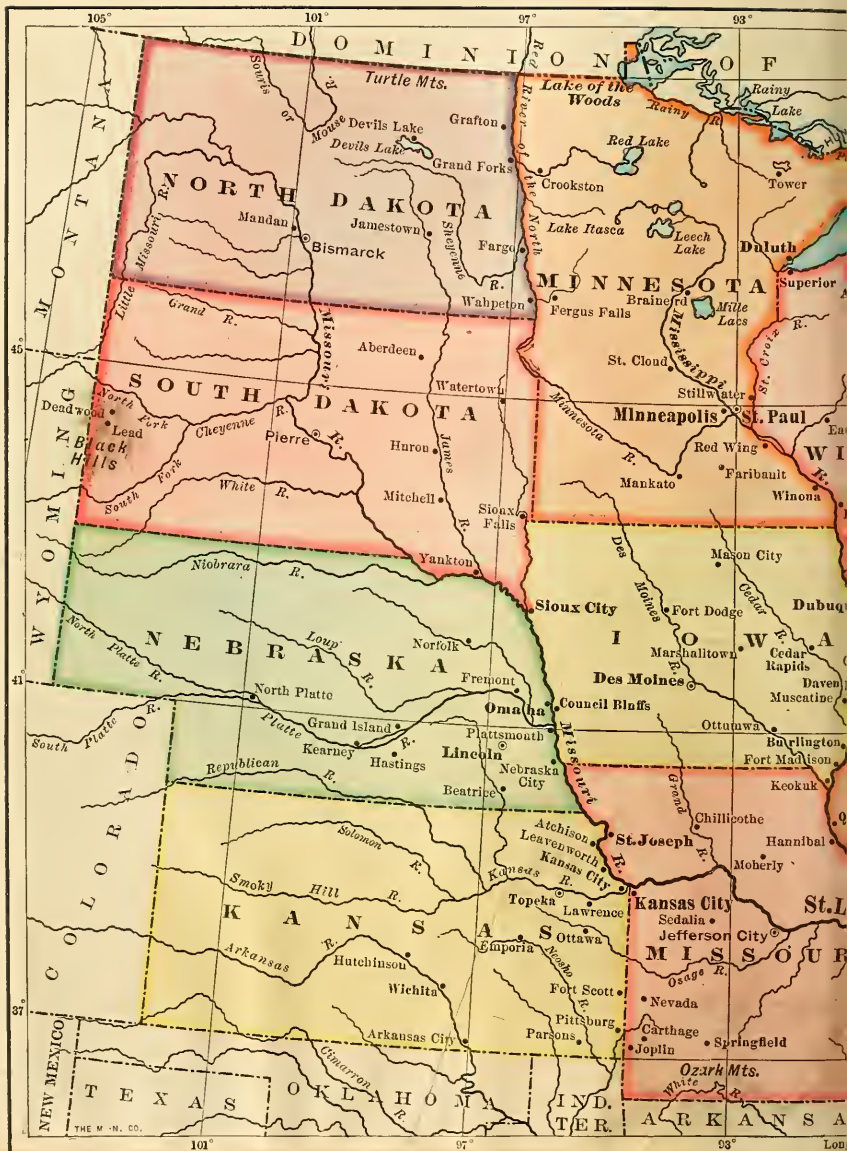 105°
101°
97°
93°
DOMINION OF
MONTANA
Souris or Mouse R.
Turtle Mts.
Red River of the North
Lake of the Woods
Rainy R.
Rainy Lake
Grafton
Devils Lake
Devils Lake
Grand Forks
Red Lake
Crookston
Tower
NORTH DAKOTA
Little Missouri R.
Mandan
Bismarck
Jamestown
Sheyenne R.
Fargo
Lake Itasca
Leech Lake
Duluth
Superior
MINNESOTA
Wahpeton
Fergus Falls
Brainerd
Mille Lacs
Mississippi
Grand R.
Missouri R.
Aberdeen
St. Cloud
St. Croix
R.
45°
SOUTH DAKOTA
Watertown
Stillwater
Minneapolis
St. Paul
Deadwood
Lead
Black Hills
North Fork
Cheyenne R.
Pierre
Minnesota R.
Red Wing
WI
R.
Huron
James R.
Mankato
Faribault
Winona
South Fork
White R.
Mitchell
Sioux Falls
WYOMING
Yankton
Niobrara R.
Des Moines R.
Mason City
Cedar R.
Sioux City
Fort Dodge
Dubuq
NEBRASKA
IOWA
North Platte R.
Loup R.
Norfolk
Marshalltown
Cedar Rapids
41°
Fremont
Des Moines
Daven
Muscatine
North Platte
Omaha
Council Bluffs
South Platte R.
Platte R.
Grand Island
Plattsmouth
Ottumwa
Kearney
Hastings
Lincoln
Nebraska City
Missouri R.
Burlington
Fort Madison
Keokuk
COLORADO
Republican R.
Beatrice
Grand R.
Chillicothe
Solomon R.
Atchison
Leavenworth
Kansas City
St. Joseph
Hannibal
Moberly
Smoky Hill R.
Kansas R.
Topeka
Lawrence
Kansas City
Sedalia
St. L
Jefferson City
KANSAS
Emporia
Ottawa
MISSOUR
Osage R.
Arkansas R.
Hutchinson
Neosho R.
Wichita
Fort Scott
Nevada
37°
Pittsburg
Carthage
Arkansas City
Parsons
Joplin
Springfield
Ozark Mts.
NEW MEXICO
Cimarron R.
White R.
TEXAS
OKLAHOMA
IND. TER.
ARKANSA
THE M.-N. CO.
101°
97°
93°
Lon